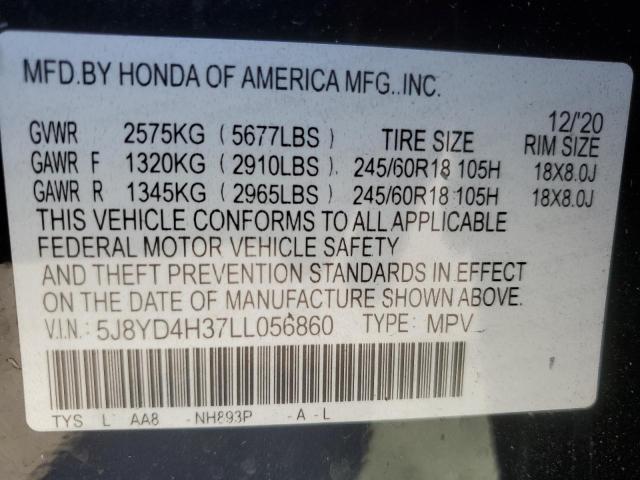 MFD.BY HONDA OF AMERICA MFG.,INC.
12/'20
GVWR 2575KG (5677LBS) TIRE SIZE RIM SIZE
GAWR F 1320KG (2910LBS) 245/60R18 105H 18X8.0J
GAWR R 1345KG (2965LBS) 245/60R18 105H 18X8.0J
THIS VEHICLE CONFORMS TO ALL APPLICABLE
FEDERAL MOTOR VEHICLE SAFETY
AND THEFT PREVENTION STANDARDS IN EFFECT
ON THE DATE OF MANUFACTURE SHOWN ABOVE.
V.I.N: 5J8YD4H37LL056860 TYPE: MPV
TYS L AA8 -NH893P -A-L